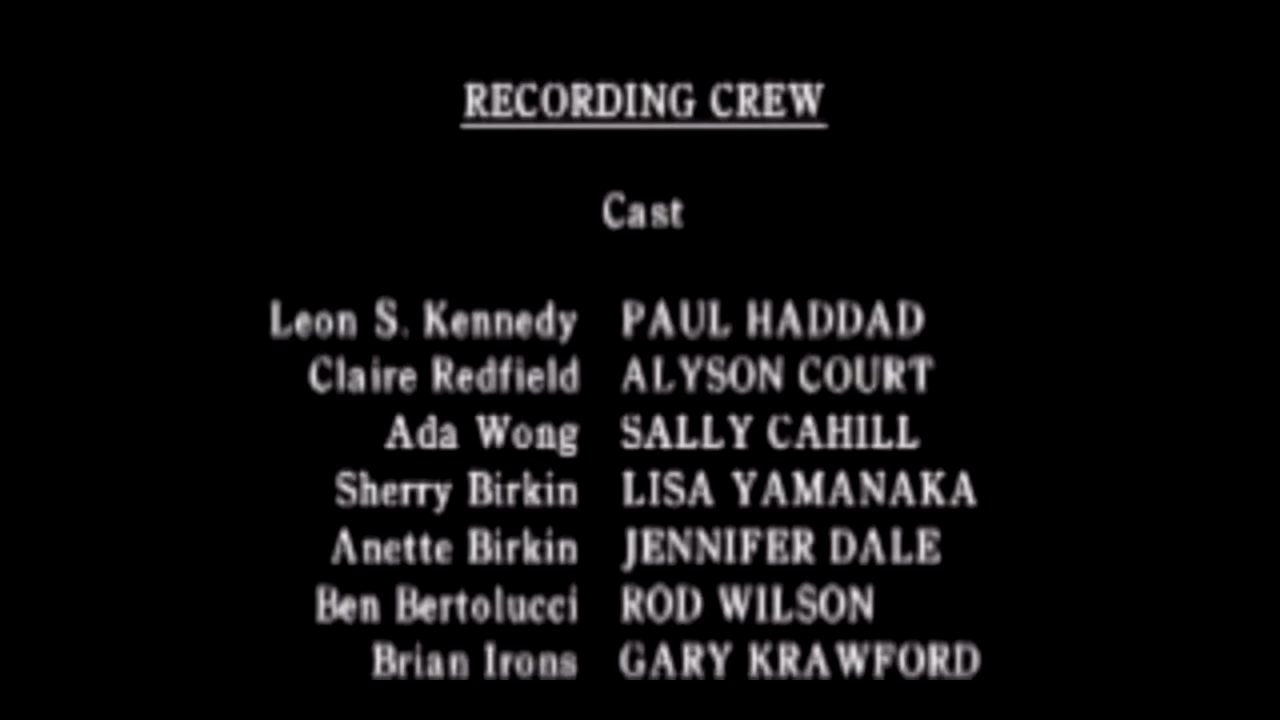 RECORDING CREW
Cast
Leon S. Kennedy PAUL HADDAD
Claire Redfield ALYSON COURT
Ada Wong SALLY CAHILL
Sherry Birkin LISA YAMANAKA
Anette Birkin JENNIFER DALE
Ben Bertolucci ROD WILSON
Brian Irons GARY KRAWFORD